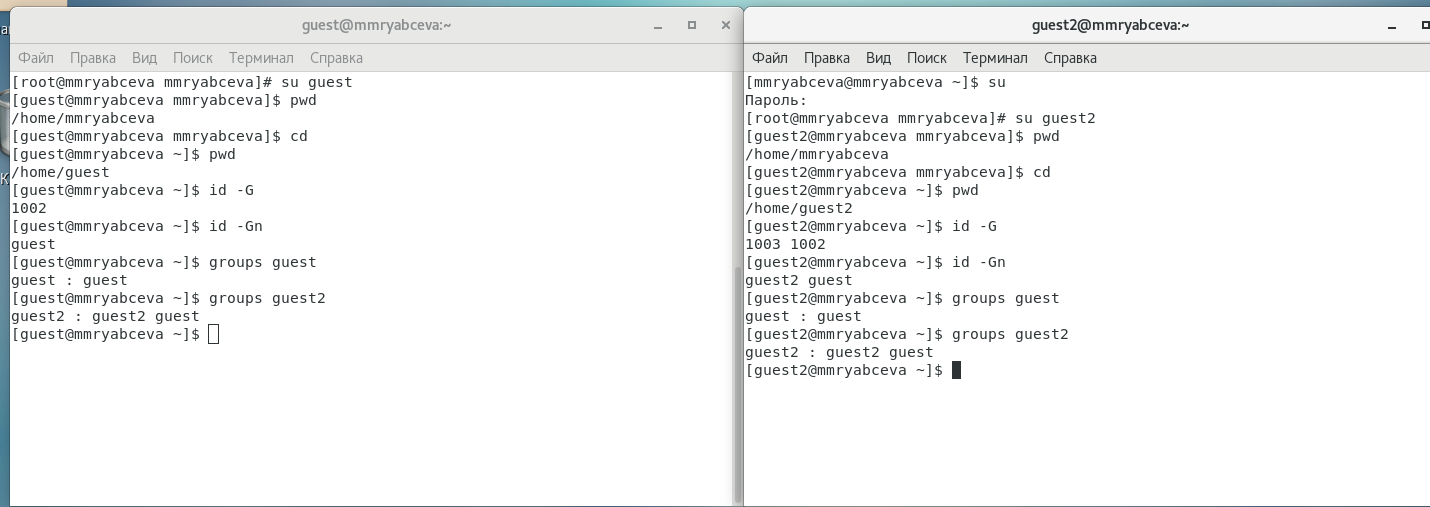 guest@mmryabceva:~
Файл Правка Вид Поиск Терминал Справка
[root@mmryabceva mmryabceva]# su guest
[guest@mmryabceva mmryabceva]$ pwd
/home/mmryabceva
[guest@mmryabceva mmryabceva]$ cd
[guest@mmryabceva ~]$ pwd
/home/guest
[guest@mmryabceva ~]$ id -G
1002
[guest@mmryabceva ~]$ id -Gn
guest
[guest@mmryabceva ~]$ groups guest
guest : guest
[guest@mmryabceva ~]$ groups guest2
guest2 : guest2 guest
[guest@mmryabceva ~]$
guest2@mmryabceva:~
Файл Правка Вид Поиск Терминал Справка
[mmryabceva@mmryabceva ~]$ su
Пароль:
[root@mmryabceva mmryabceva]# su guest2
[guest2@mmryabceva mmryabceva]$ pwd
/home/mmryabceva
[guest2@mmryabceva mmryabceva]$ cd
[guest2@mmryabceva ~]$ pwd
/home/guest2
[guest2@mmryabceva ~]$ id -G
1003 1002
[guest2@mmryabceva ~]$ id -Gn
guest2 guest
[guest2@mmryabceva ~]$ groups guest
guest : guest
[guest2@mmryabceva ~]$ groups guest2
guest2 : guest2 guest
[guest2@mmryabceva ~]$